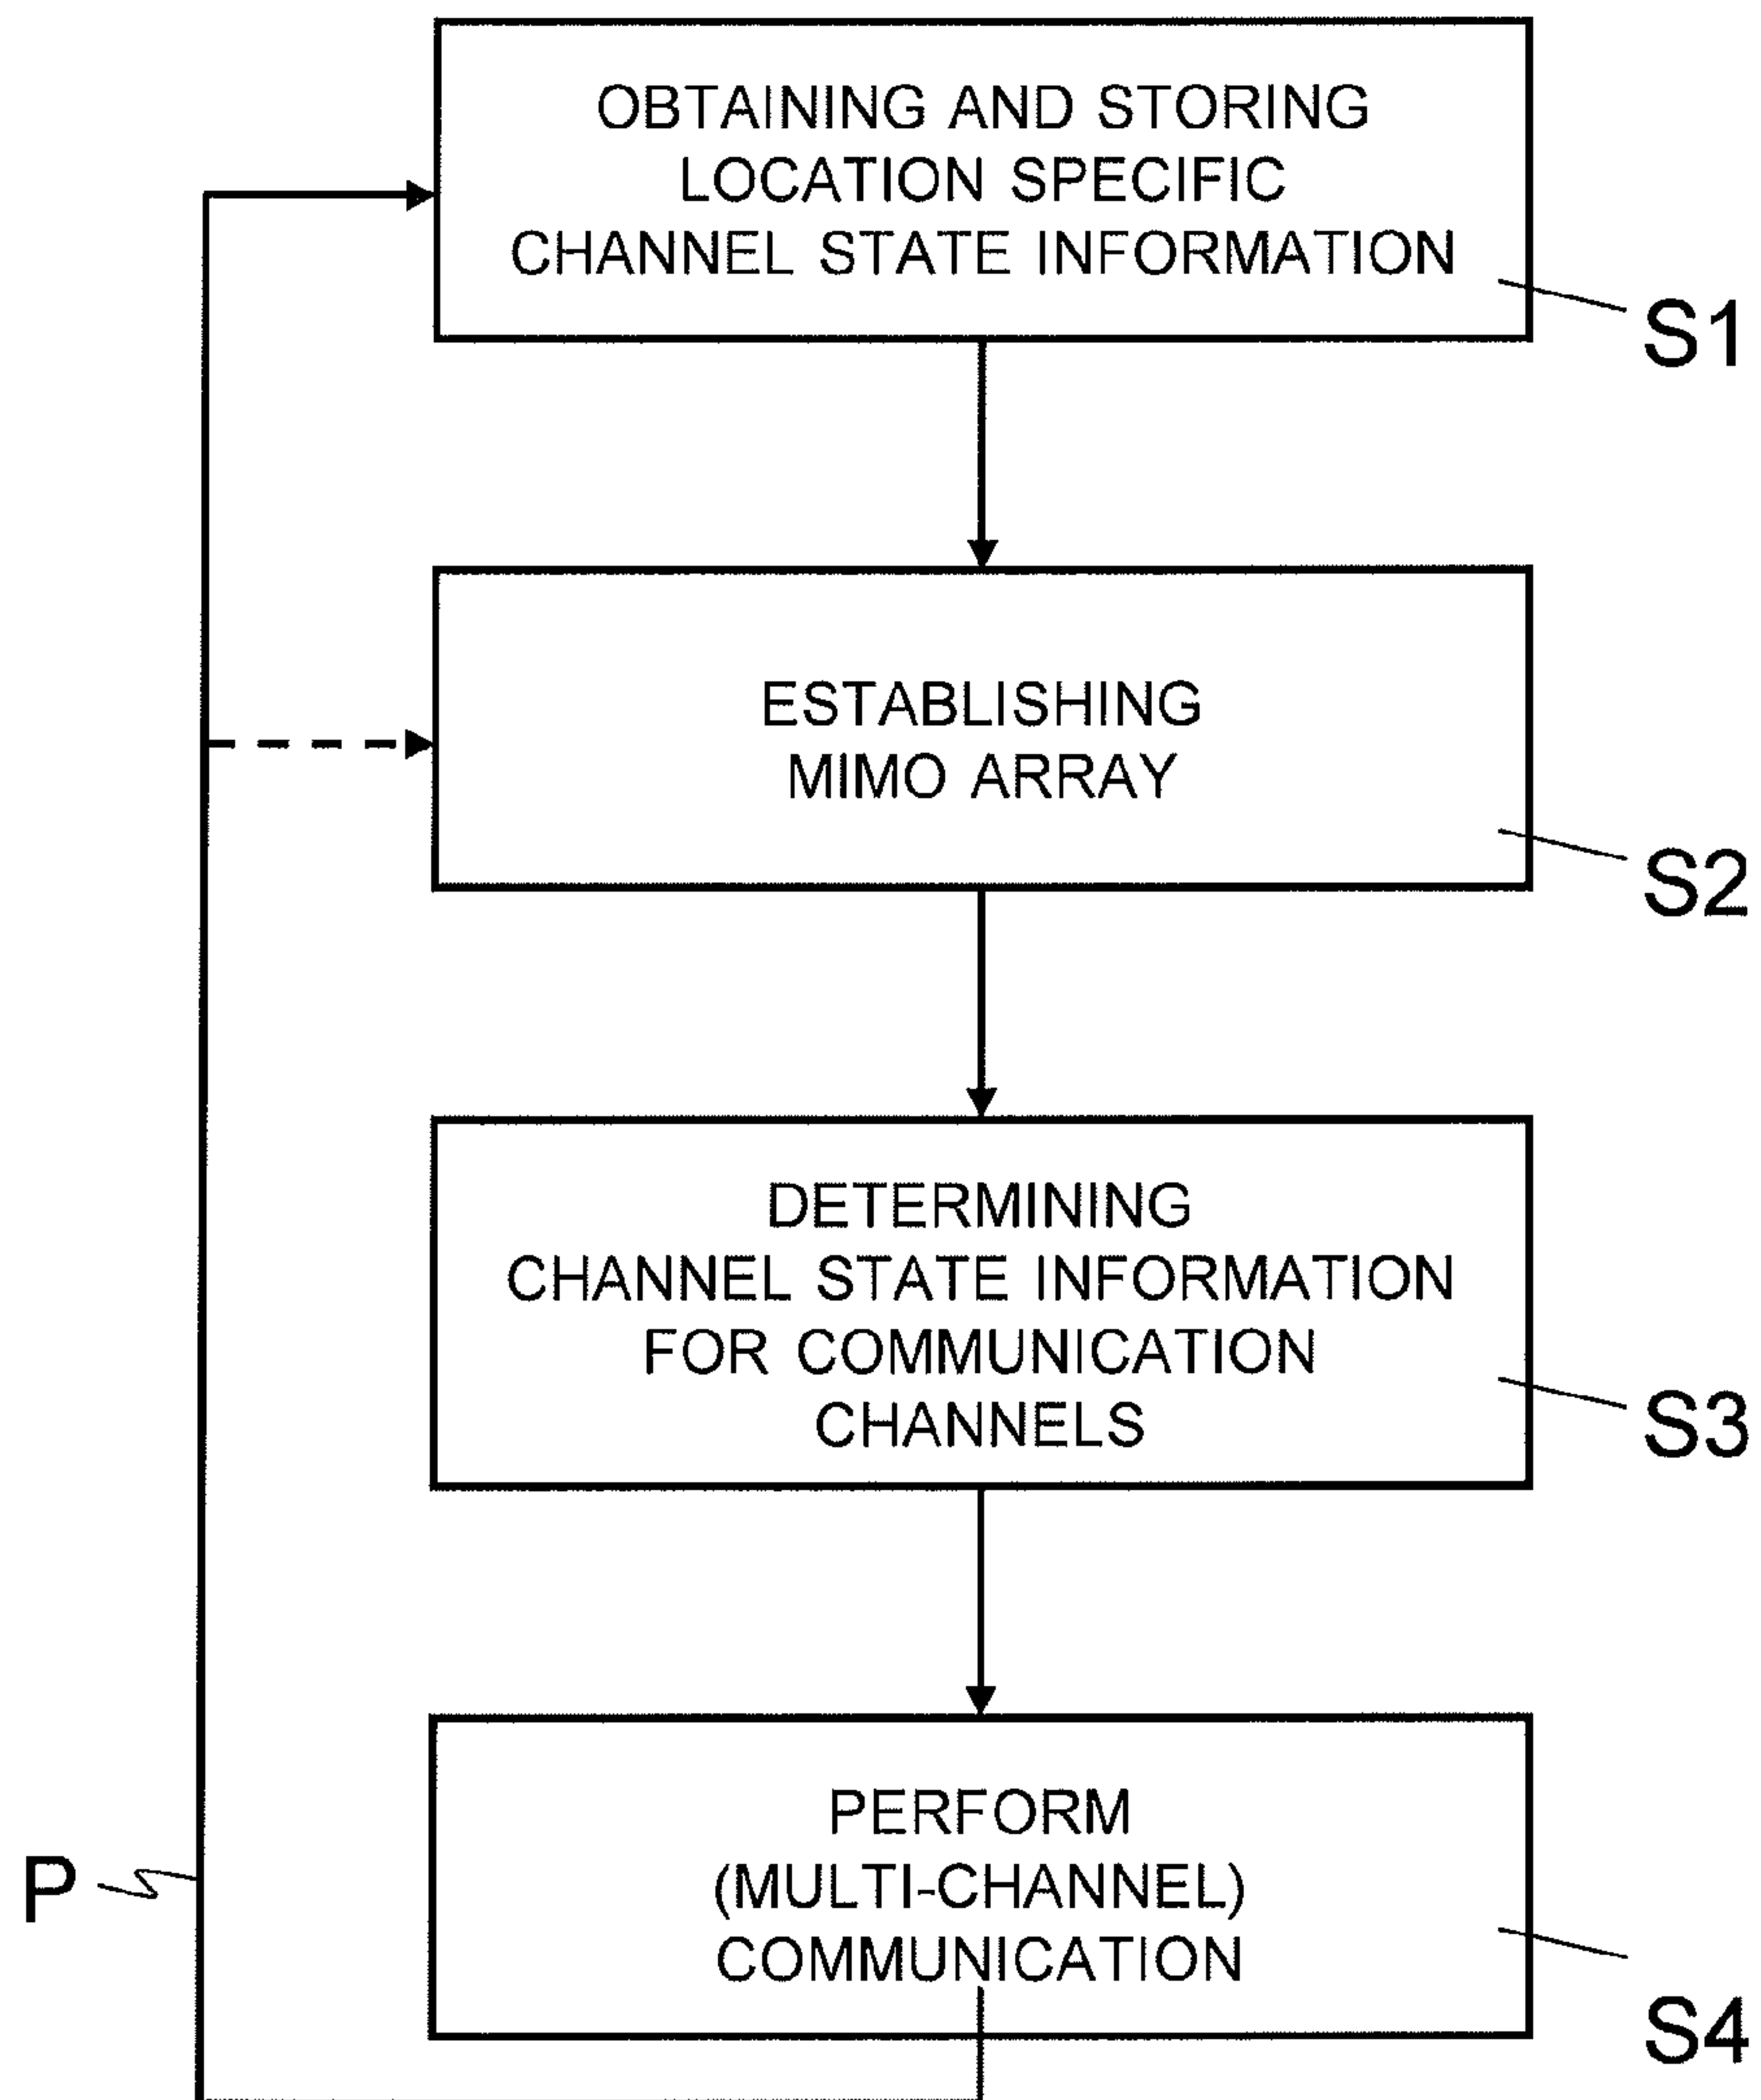 OBTAINING AND STORING
LOCATION SPECIFIC
CHANNEL STATE INFORMATION
S1
ESTABLISHING
MIMO ARRAY
S2
DETERMINING
CHANNEL STATE INFORMATION
FOR COMMUNICATION
CHANNELS
S3
PERFORM
(MULTI-CHANNEL)
COMMUNICATION
P
S4